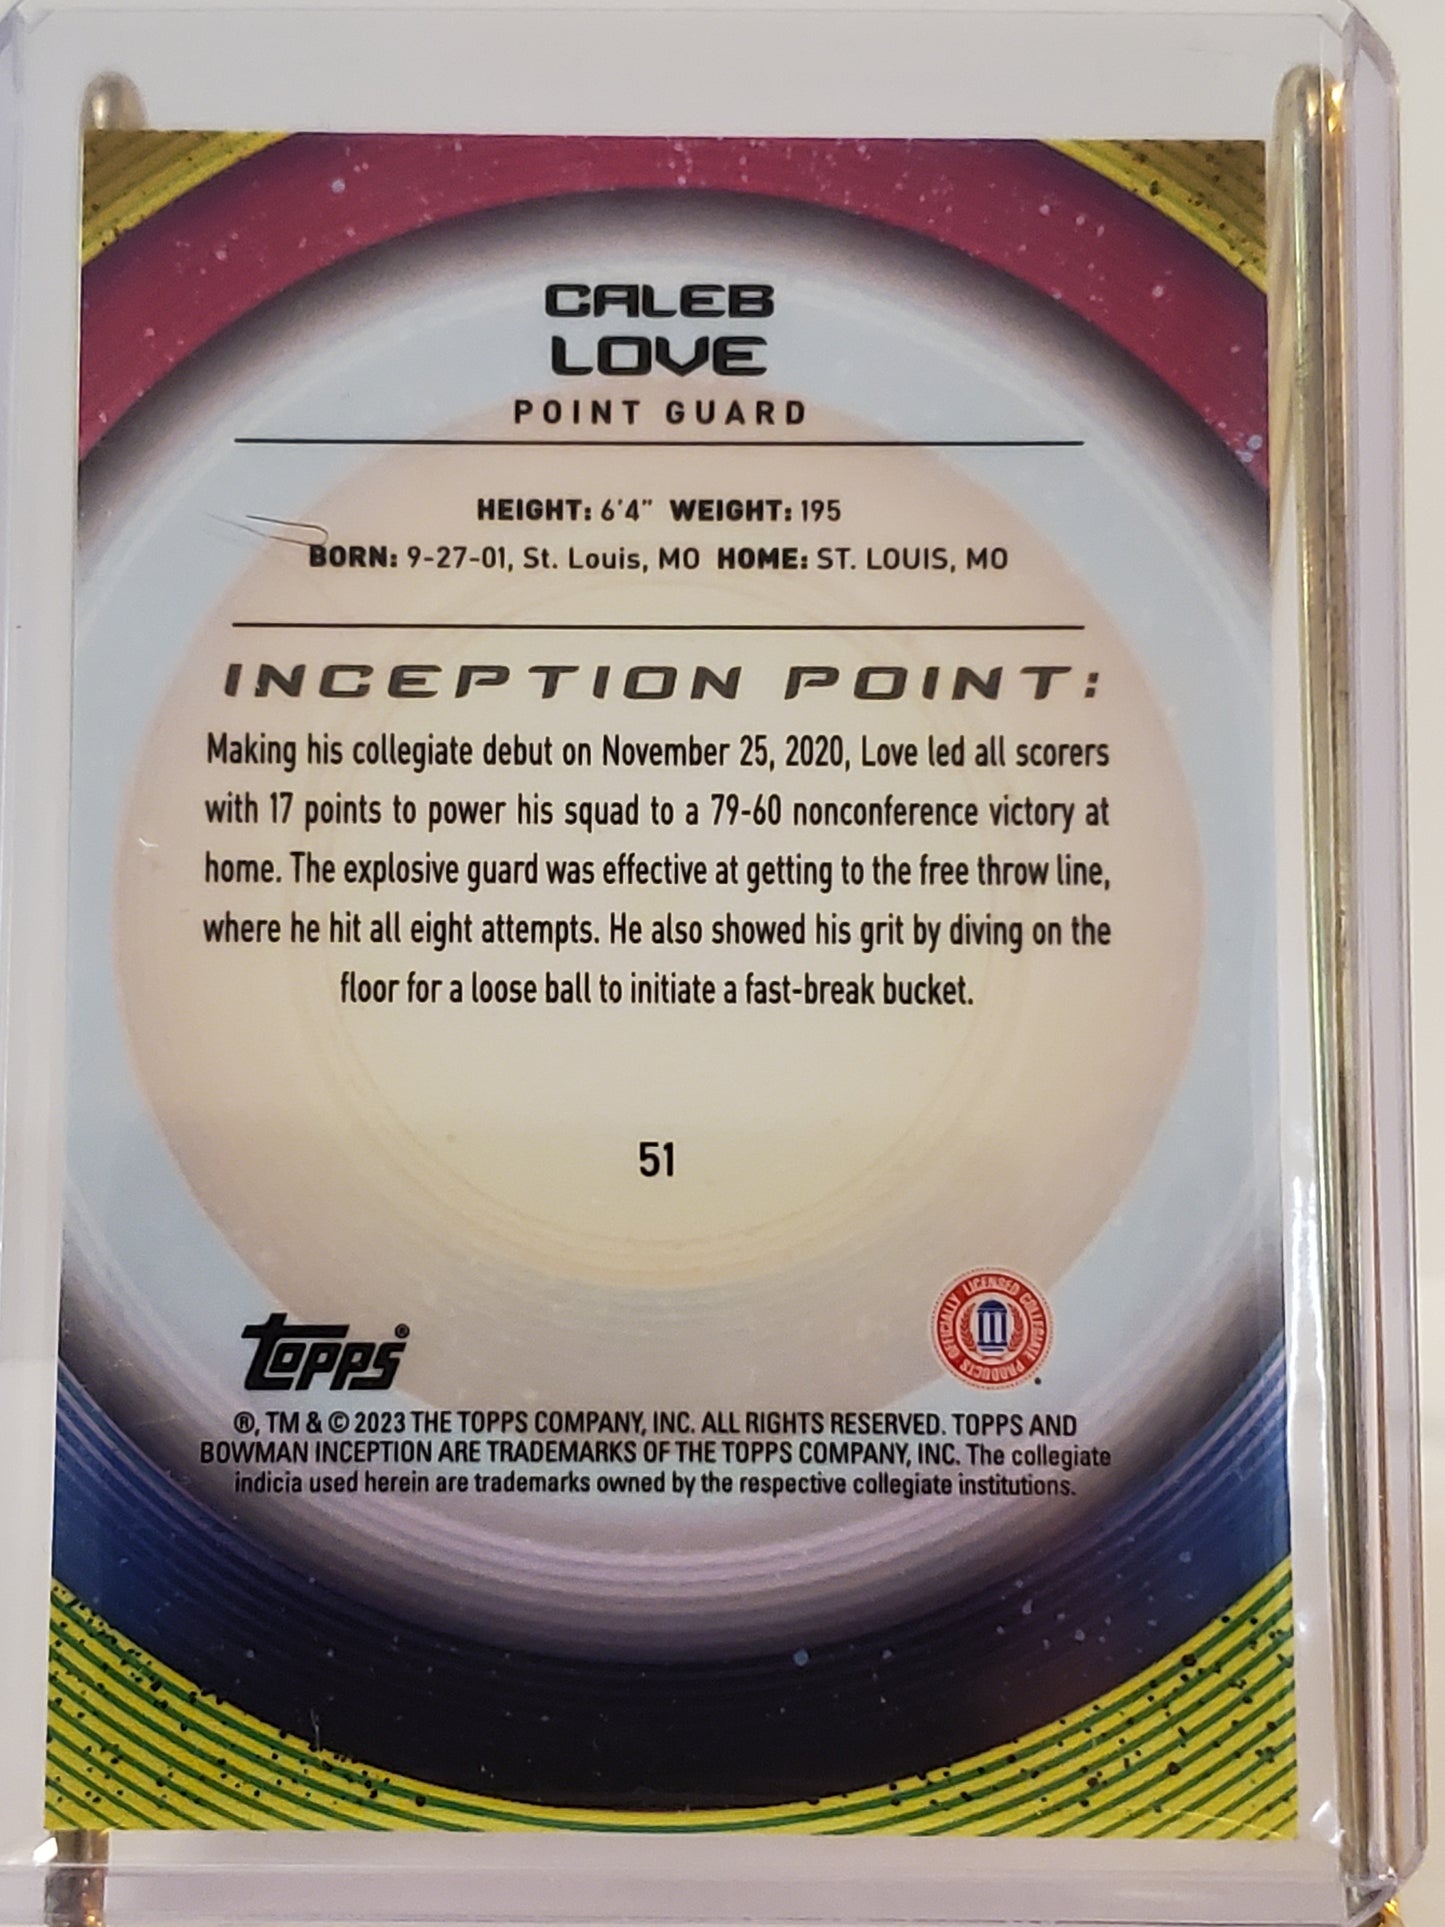 CALEB
LOVE
POINT GUARD
HEIGHT: 6'4" WEIGHT: 195
BORN: 9-27-01, St. Louis, MO HOME: ST. LOUIS, MO
INCEPTION POINT:
Making his collegiate debut on November 25, 2020, Love led all scorers
with 17 points to power his squad to a 79-60 nonconference victory at
home. The explosive guard was effective at getting to the free throw line,
where he hit all eight attempts. He also showed his grit by diving on the
floor for a loose ball to initiate a fast-break bucket.
51
Topps®
OFFICIALLY LICENSED COLLEGIATE PRODUCTS
®, TM & © 2023 THE TOPPS COMPANY, INC. ALL RIGHTS RESERVED. TOPPS AND
BOWMAN INCEPTION ARE TRADEMARKS OF THE TOPPS COMPANY, INC. The collegiate
indicia used herein are trademarks owned by the respective collegiate institutions.